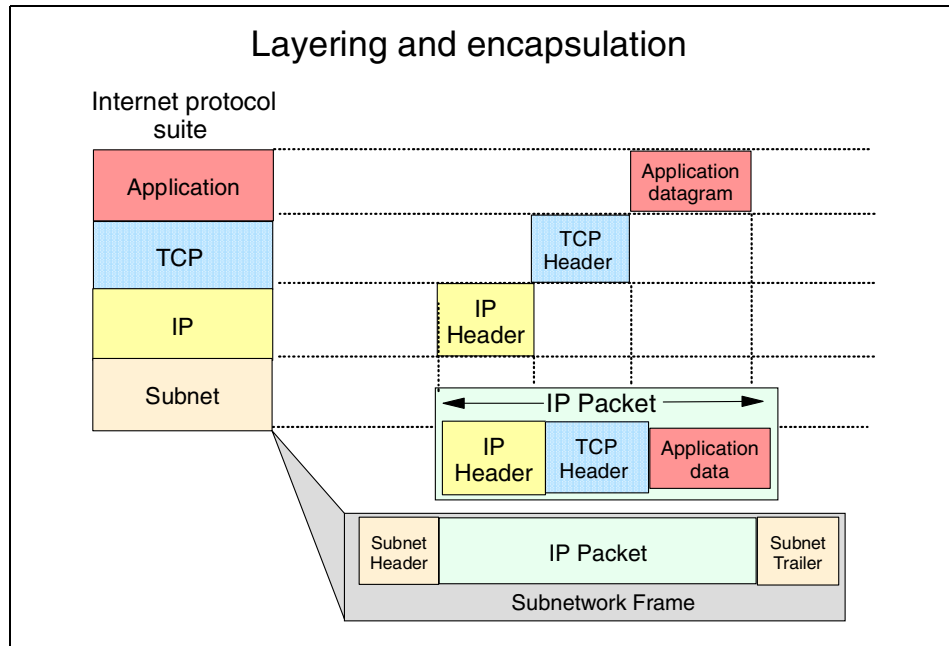 Layering and encapsulation
Internet protocol
suite
Application
TCP
IP
Subnet
Application
datagram
TCP
Header
IP
Header
IP Packet
IP
Header
TCP
Header
Application
data
Subnet
Header
IP Packet
Subnet
Trailer
Subnetwork Frame